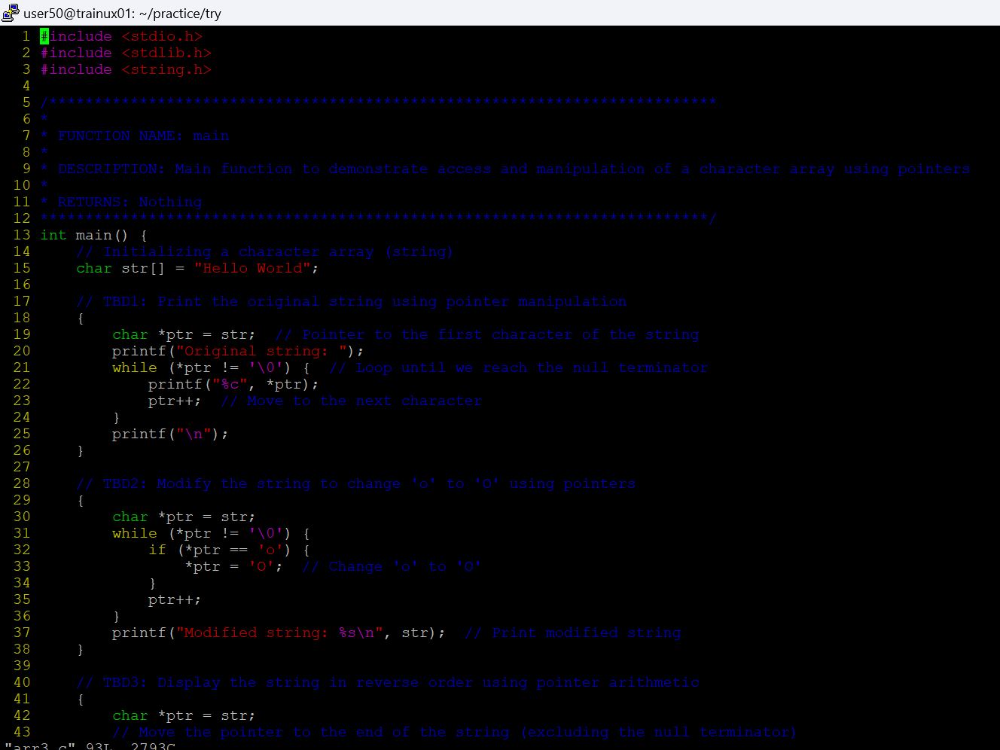 user50@trainux01: ~/practice/try
1 #include <stdio.h>
2 #include <stdlib.h>
3 #include <string.h>
4
5 /**************************************************************************
6 *
7 * FUNCTION NAME: main
8 *
9 * DESCRIPTION: Main function to demonstrate access and manipulation of a character array using pointers
10 *
11 * RETURNS: Nothing
12 **************************************************************************/
13 int main() {
14     // Initializing a character array (string)
15     char str[] = "Hello World";
16
17     // TBD1: Print the original string using pointer manipulation
18     {
19         char *ptr = str;  // Pointer to the first character of the string
20         printf("Original string: ");
21         while (*ptr != '\0') {  // Loop until we reach the null terminator
22             printf("%c", *ptr);
23             ptr++;  // Move to the next character
24         }
25         printf("\n");
26     }
27
28     // TBD2: Modify the string to change 'o' to 'O' using pointers
29     {
30         char *ptr = str;
31         while (*ptr != '\0') {
32             if (*ptr == 'o') {
33                 *ptr = 'O';  // Change 'o' to 'O'
34             }
35             ptr++;
36         }
37         printf("Modified string: %s\n", str);  // Print modified string
38     }
39
40     // TBD3: Display the string in reverse order using pointer arithmetic
41     {
42         char *ptr = str;
43         // Move the pointer to the end of the string (excluding the null terminator)
"arr3.c" 93L, 2793C